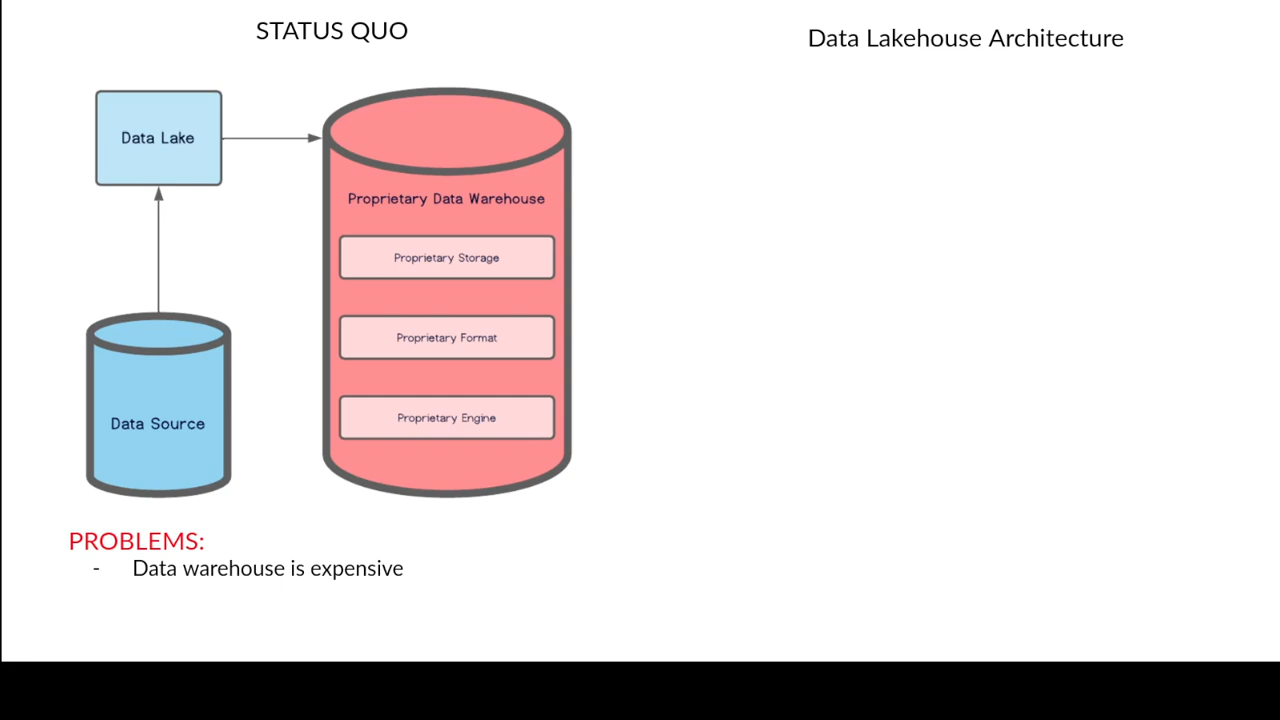 STATUS QUO
Data Lakehouse Architecture
Data Lake
Proprietary Data Warehouse
Proprietary Storage
Proprietary Format
Proprietary Engine
Data Source
PROBLEMS:
- Data warehouse is expensive